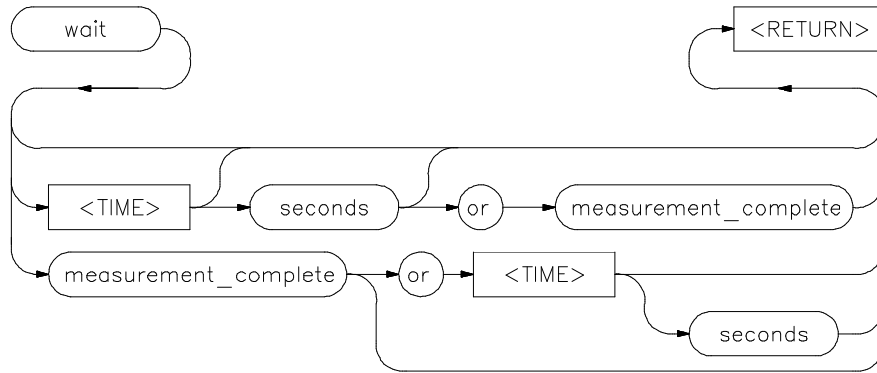 wait <RETURN>
<TIME> seconds or measurement_complete
measurement_complete or <TIME>
seconds